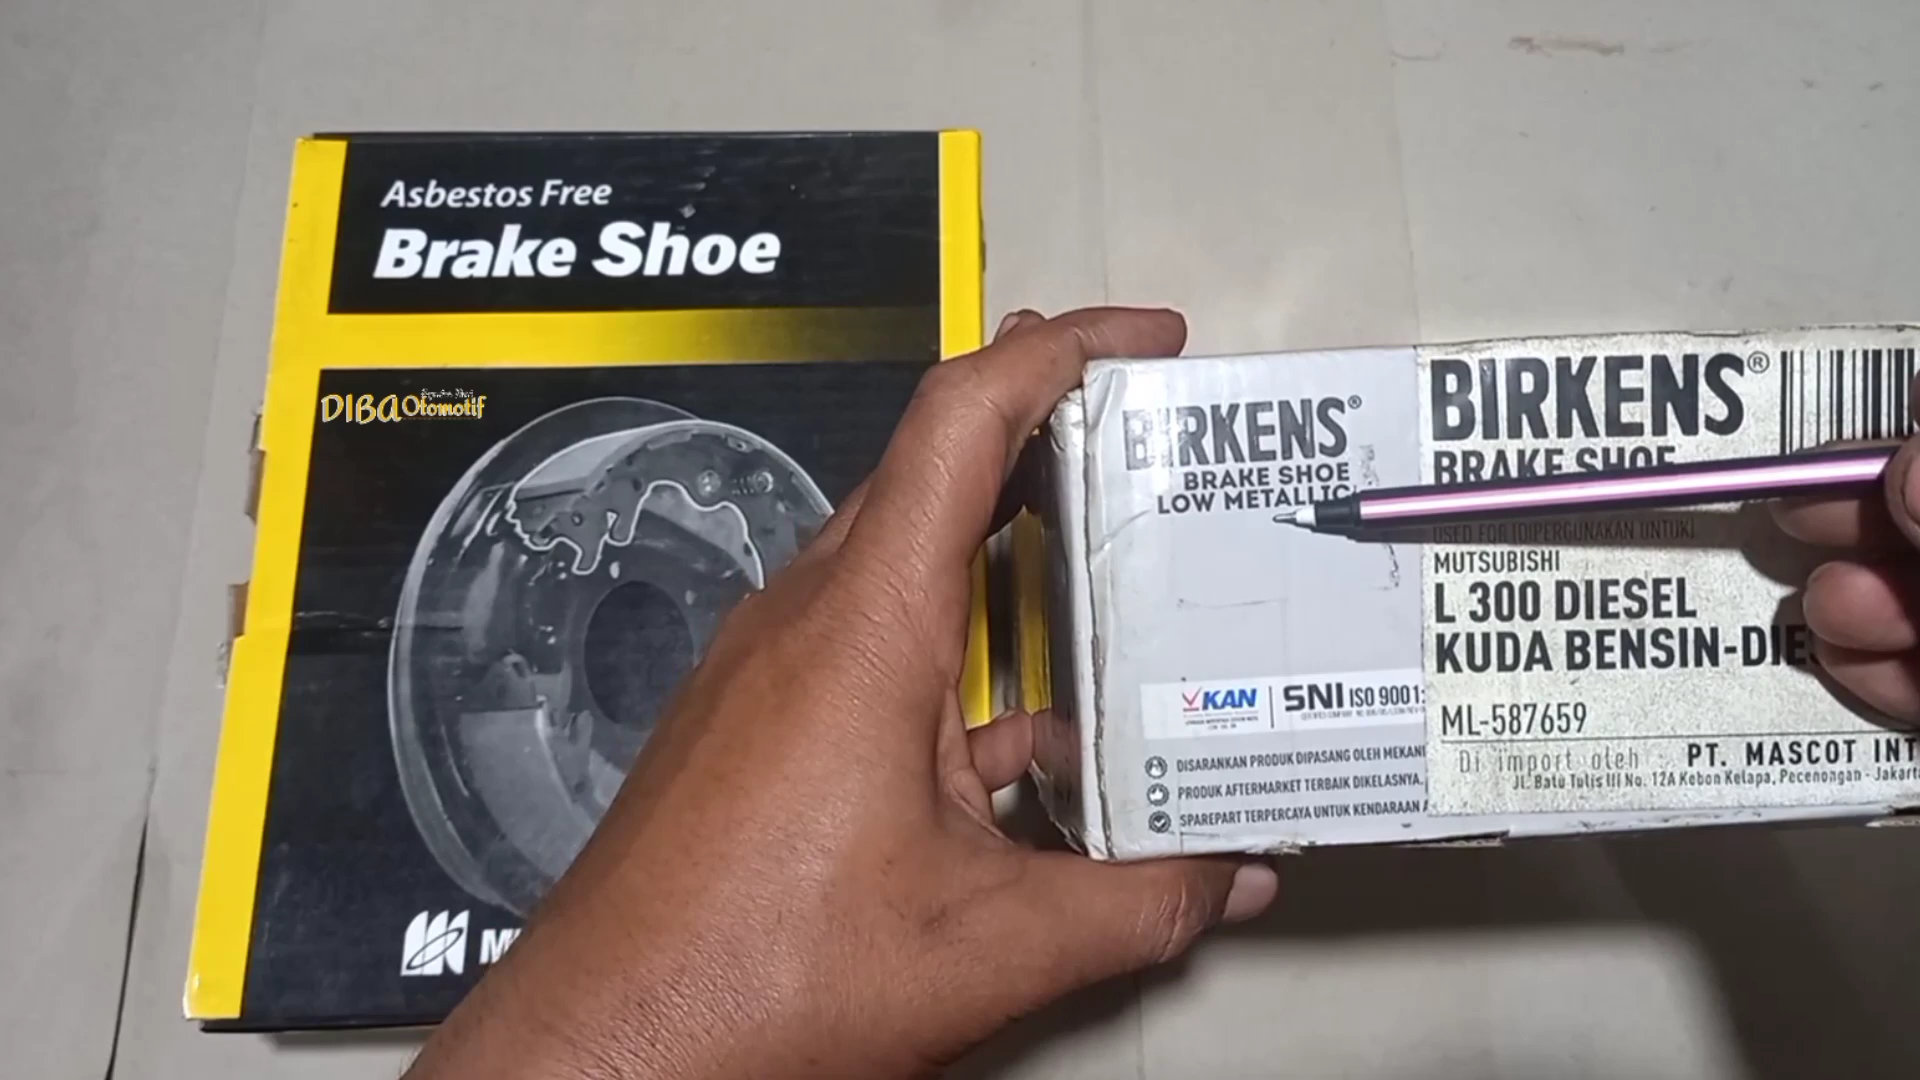 Asbestos Free
Brake Shoe
DIBA Otomotif
BIRKENS®
BRAKE SHOE
LOW METALLIC
KAN
SNI ISO 9001:
DISARANKAN PRODUK DIPASANG OLEH MEKANI
PRODUK AFTERMARKET TERBAIK DIKELASNYA.
SPAREPART TERPERCAYA UNTUK KENDARAAN A
BIRKENS®
BRAKE SHOE
USED FOR (DIPERGUNAKAN UNTUK)
MUTSUBISHI
L 300 DIESEL
KUDA BENSIN-DIE
ML-587659
Di import oleh : PT. MASCOT INT
Jl. Batu Tulis III No. 12A Kebon Kelapa, Pecenongan - Jakarta